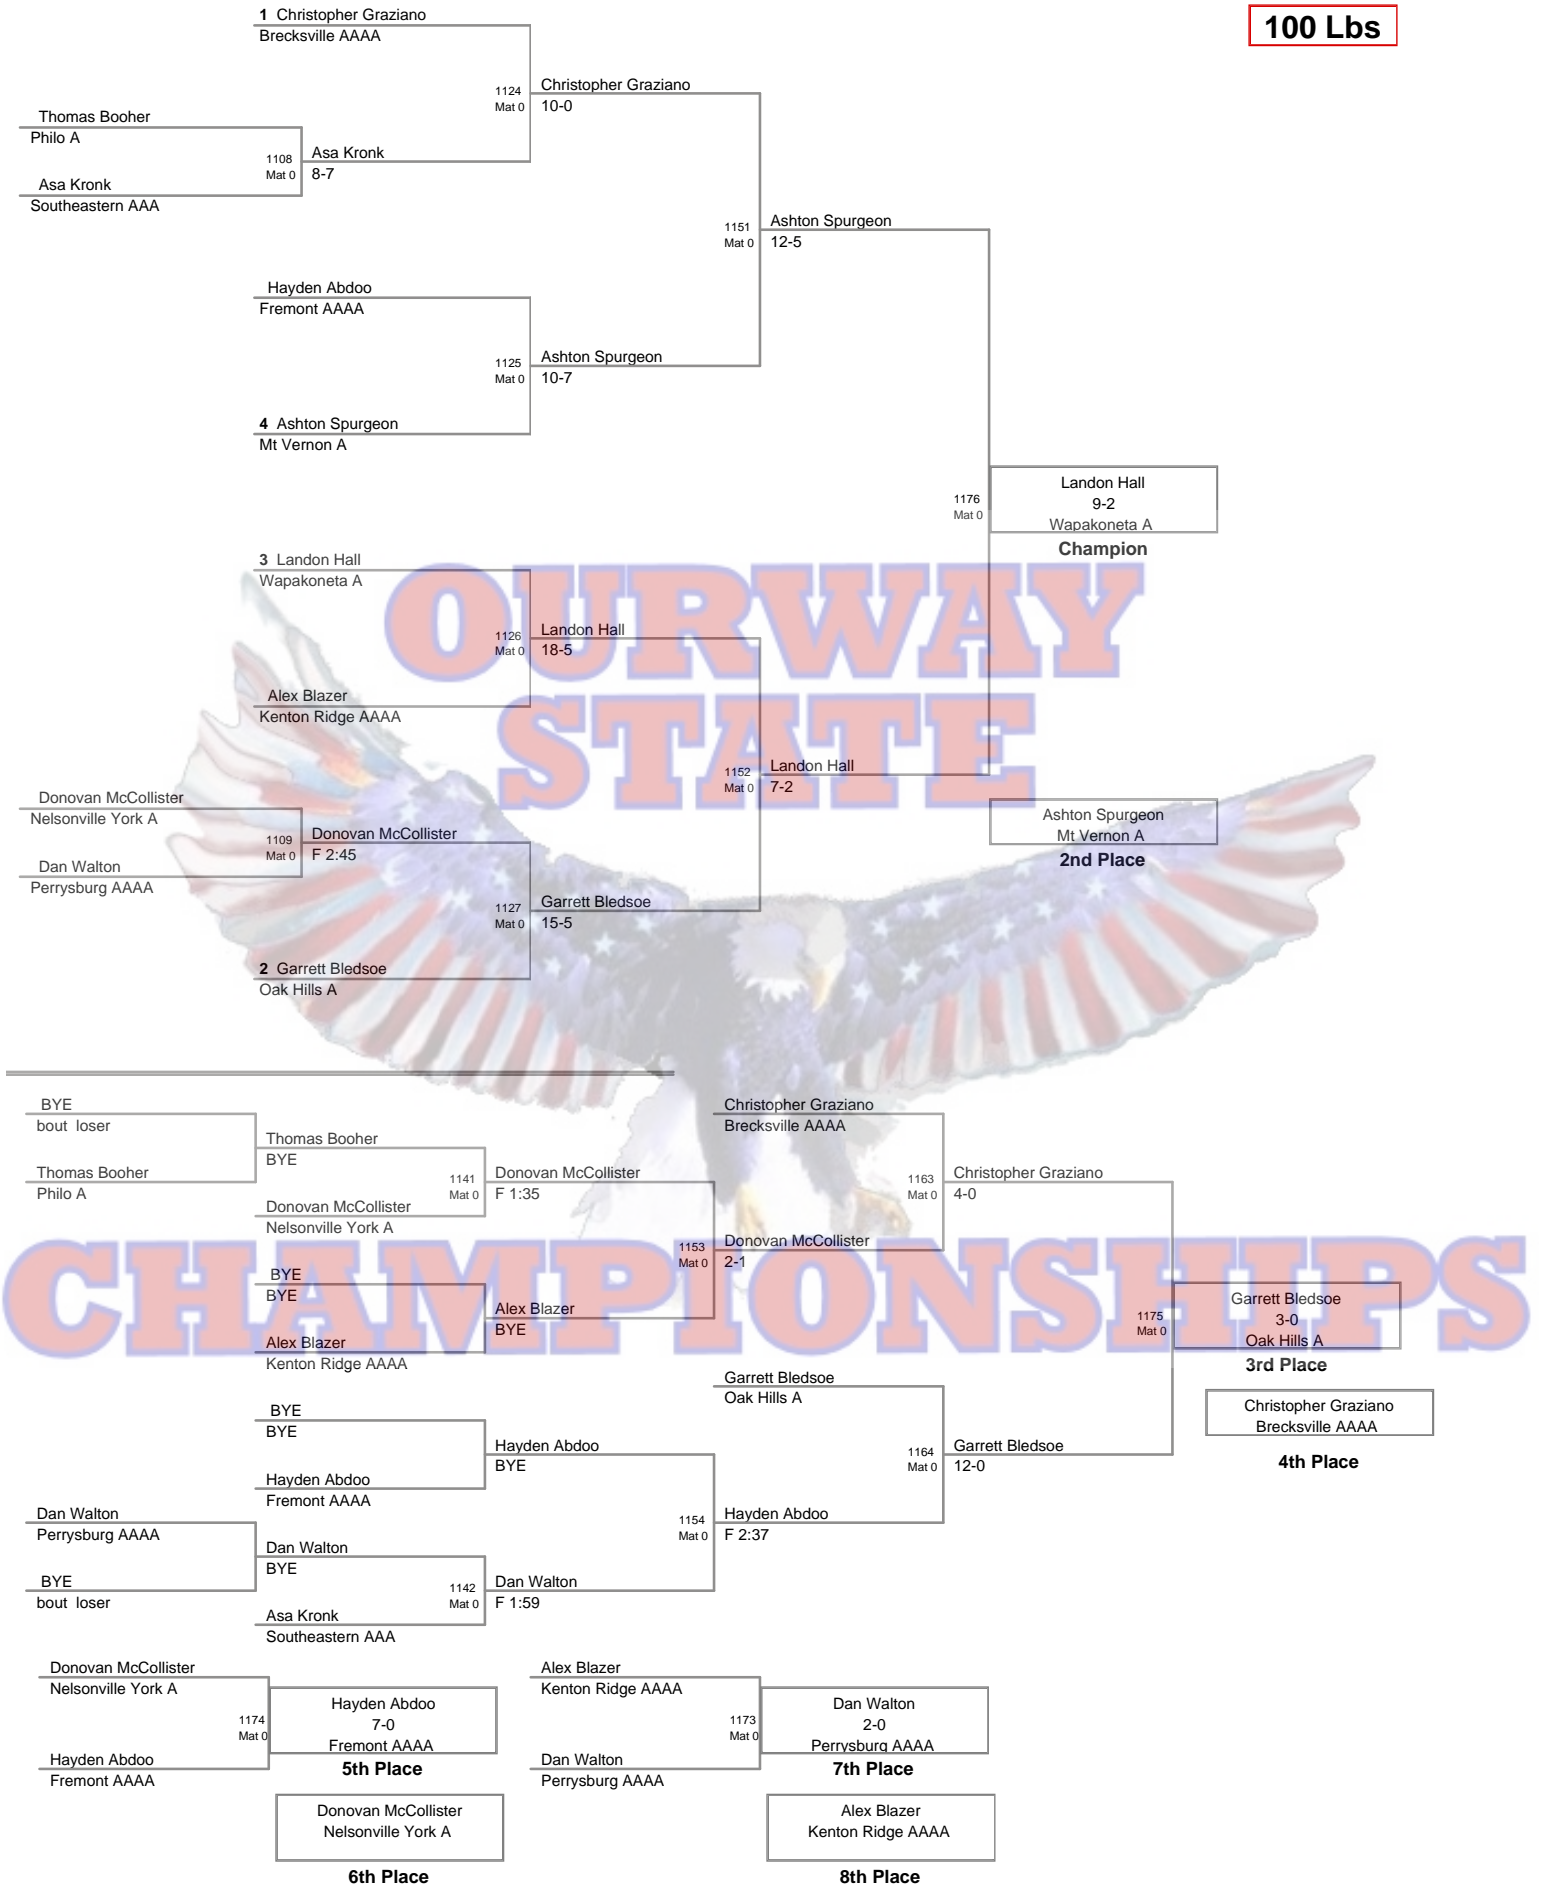 100 Lbs
1 Christopher Graziano
Brecksville AAAA
1124
Mat 0
Christopher Graziano
10-0
Thomas Booher
Philo A
1108
Mat 0
Asa Kronk
8-7
Asa Kronk
Southeastern AAA
1151
Mat 0
Ashton Spurgeon
12-5
Hayden Abdoo
Fremont AAAA
1125
Mat 0
Ashton Spurgeon
10-7
4 Ashton Spurgeon
Mt Vernon A
1176
Mat 0
Landon Hall
9-2
Wapakoneta A
Champion
OURWAY
STATE
3 Landon Hall
Wapakoneta A
1126
Mat 0
Landon Hall
18-5
Alex Blazer
Kenton Ridge AAAA
1152
Mat 0
Landon Hall
7-2
Donovan McCollister
Nelsonville York A
1109
Mat 0
Donovan McCollister
F 2:45
Dan Walton
Perrysburg AAAA
Ashton Spurgeon
Mt Vernon A
2nd Place
1127
Mat 0
Garrett Bledsoe
15-5
2 Garrett Bledsoe
Oak Hills A
BYE
bout loser
Thomas Booher
BYE
Thomas Booher
Philo A
1141
Mat 0
Donovan McCollister
F 1:35
Donovan McCollister
Nelsonville York A
Christopher Graziano
Brecksville AAAA
1163
Mat 0
Christopher Graziano
4-0
1153
Mat 0
Donovan McCollister
2-1
CHAMPIONSHIPS
BYE
BYE
Alex Blazer
BYE
Alex Blazer
Kenton Ridge AAAA
1175
Mat 0
Garrett Bledsoe
3-0
Oak Hills A
3rd Place
Christopher Graziano
Brecksville AAAA
4th Place
Garrett Bledsoe
Oak Hills A
BYE
BYE
Hayden Abdoo
BYE
1164
Mat 0
Garrett Bledsoe
12-0
Hayden Abdoo
Fremont AAAA
Dan Walton
Perrysburg AAAA
1154
Mat 0
Hayden Abdoo
F 2:37
Dan Walton
BYE
BYE
bout loser
1142
Mat 0
Dan Walton
F 1:59
Asa Kronk
Southeastern AAA
Donovan McCollister
Nelsonville York A
1174
Mat 0
Hayden Abdoo
7-0
Fremont AAAA
5th Place
Hayden Abdoo
Fremont AAAA
Donovan McCollister
Nelsonville York A
6th Place
Alex Blazer
Kenton Ridge AAAA
1173
Mat 0
Dan Walton
2-0
Perrysburg AAAA
7th Place
Dan Walton
Perrysburg AAAA
Alex Blazer
Kenton Ridge AAAA
8th Place